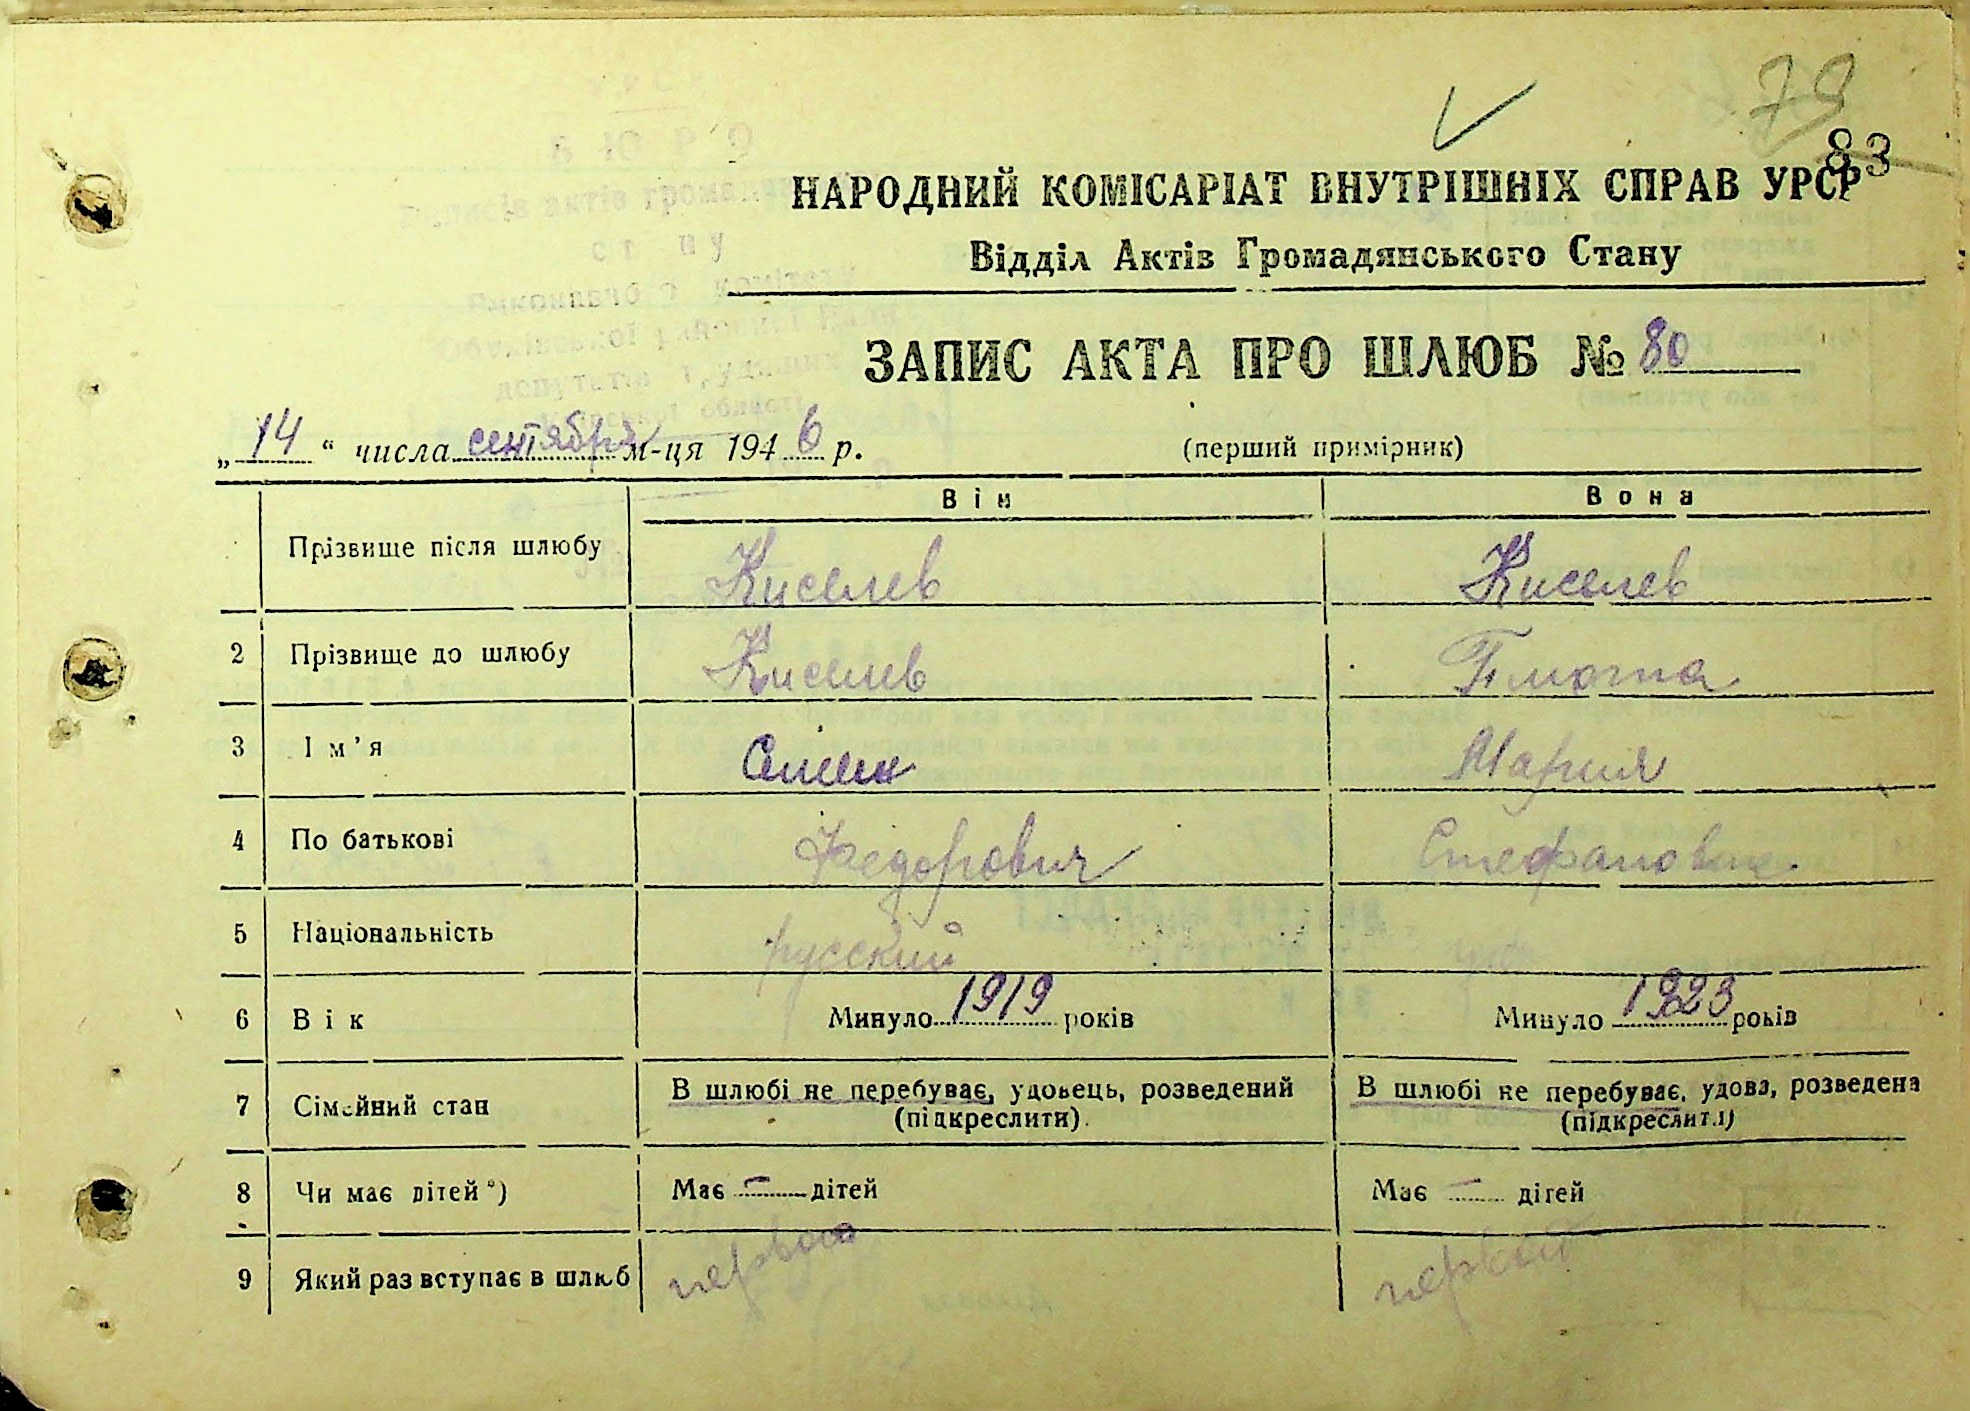 79
83
НАРОДНИЙ КОМІСАРІАТ ВНУТРІШНІХ СПРАВ УРСР
Відділ Актів Громадянського Стану
ЗАПИС АКТА ПРО ШЛЮБ № 80
„14“ числа сентября м-ця 1946 р. (перший примірник)
Він Вона
Прізвище після шлюбу Киселев Киселев
2 Прізвище до шлюбу Киселев
3 Ім’я Семен Мария
4 По батькові Федорович Стефановна
5 Національність русский укр
6 Вік Минуло 1919 років Минуло 1923 років
7 Сімейний стан В шлюбі не перебуває, удовець, розведений (підкреслити). В шлюбі не перебуває, удова, розведена (підкреслити)
8 Чи має дітей*) Має — дітей Має — дітей
9 Який раз вступає в шлюб первый первый